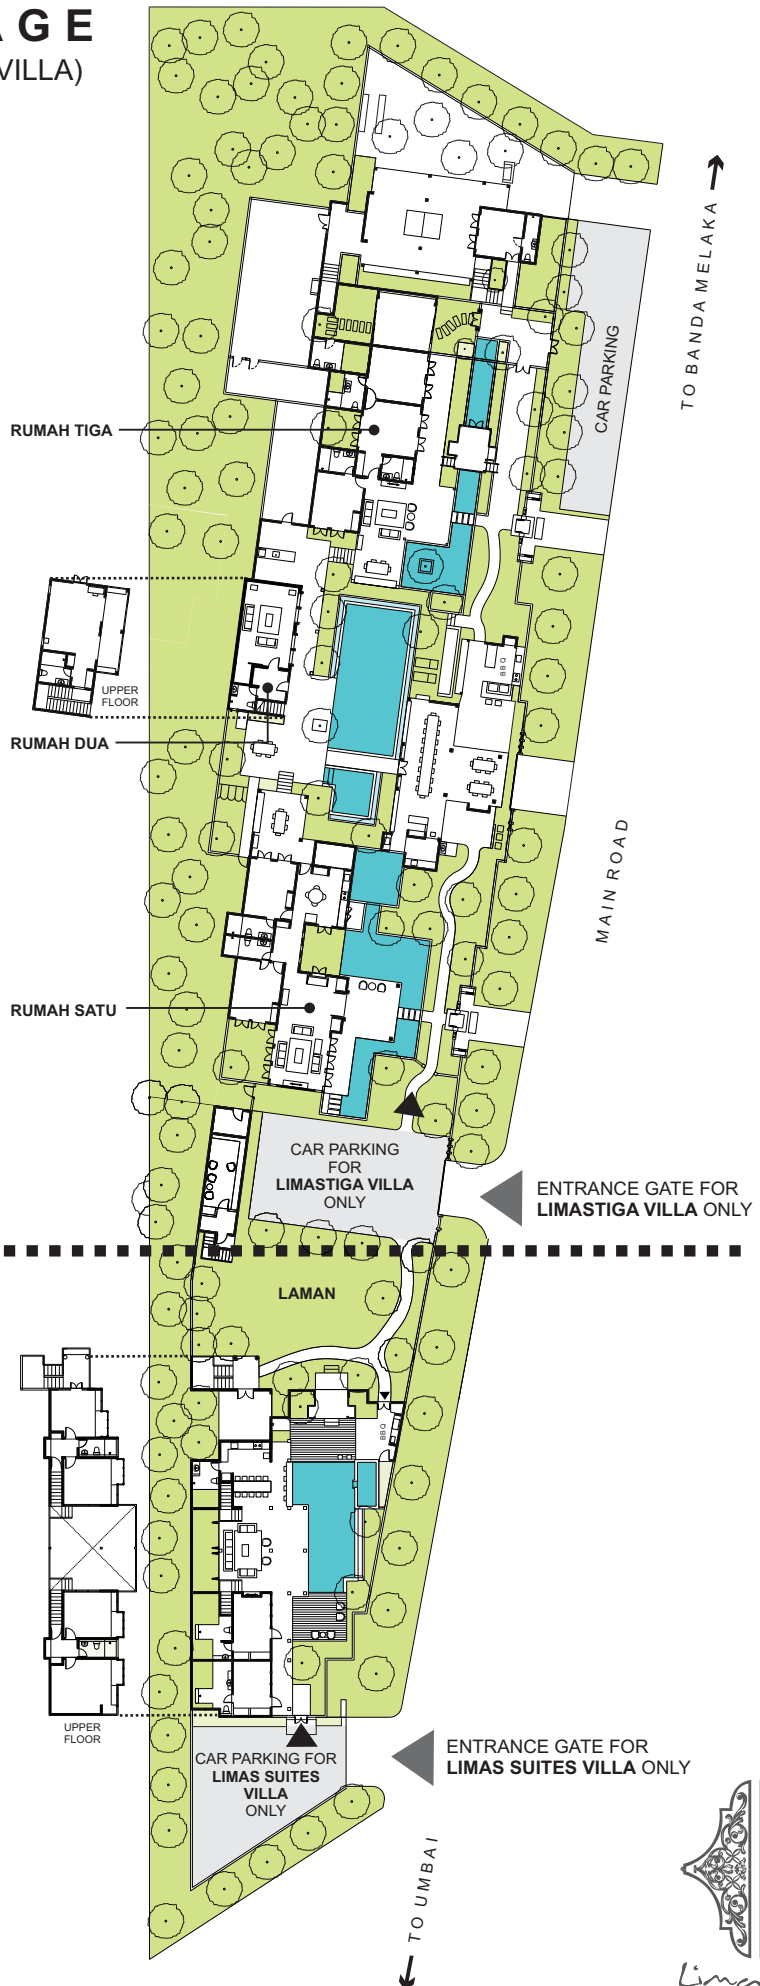 AGE
VILLA)
TO BANDA MELAKA
CAR PARKING
RUMAH TIGA
BBQ
UPPER
FLOOR
RUMAH DUA
MAIN ROAD
RUMAH SATU
CAR PARKING
FOR
LIMASTIGA VILLA
ONLY
ENTRANCE GATE FOR
LIMASTIGA VILLA ONLY
LAMAN
BBQ
UPPER
FLOOR
CAR PARKING FOR
LIMAS SUITES
VILLA
ONLY
ENTRANCE GATE FOR
LIMAS SUITES VILLA ONLY
TO UMBAI